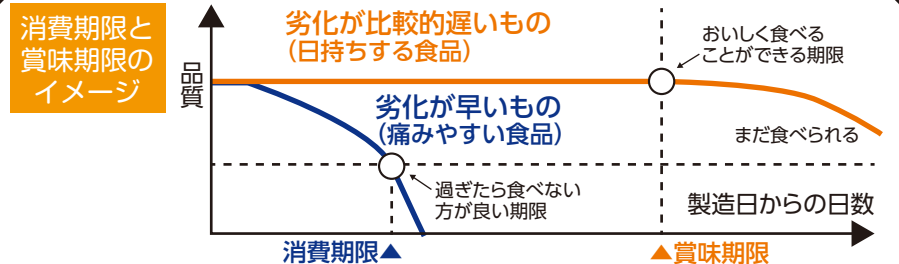 消費期限と
賞味期限の
イメージ
品質
劣化が比較的遅いもの
（日持ちする食品）
おいしく食べる
ことができる期限
劣化が早いもの
（痛みやすい食品）
まだ食べられる
過ぎたら食べない
方が良い期限
製造日からの日数
消費期限▲
▲賞味期限